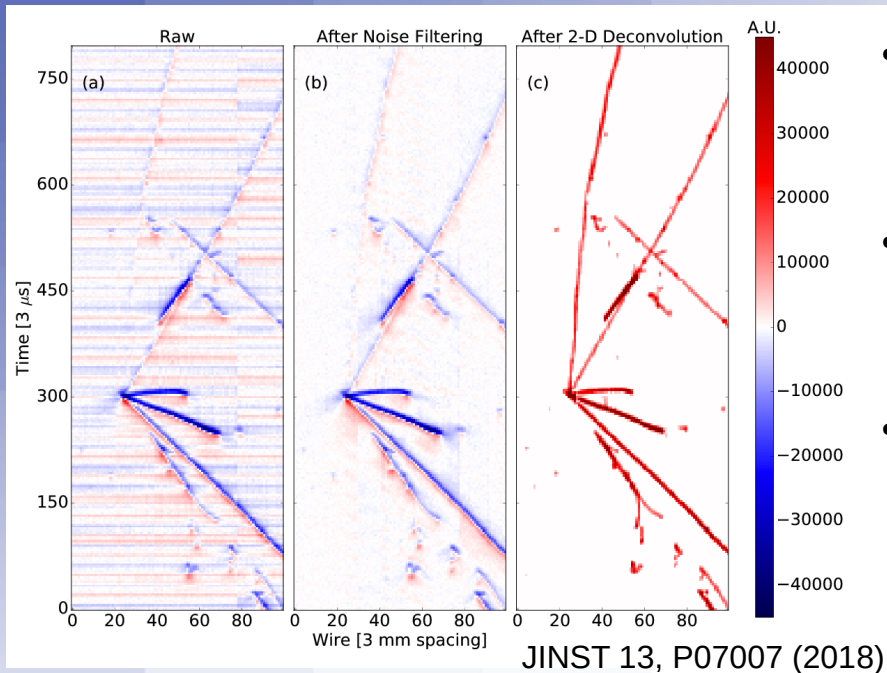 Raw
After Noise Filtering
After 2-D Deconvolution
A.U.
(a)
(b)
(c)
Time [3 μs]
750
600
450
300
150
0
0 20 40 60 80
0 20 40 60 80
0 20 40 60 80
Wire [3 mm spacing]
40000
30000
20000
10000
0
−10000
−20000
−30000
−40000
JINST 13, P07007 (2018)